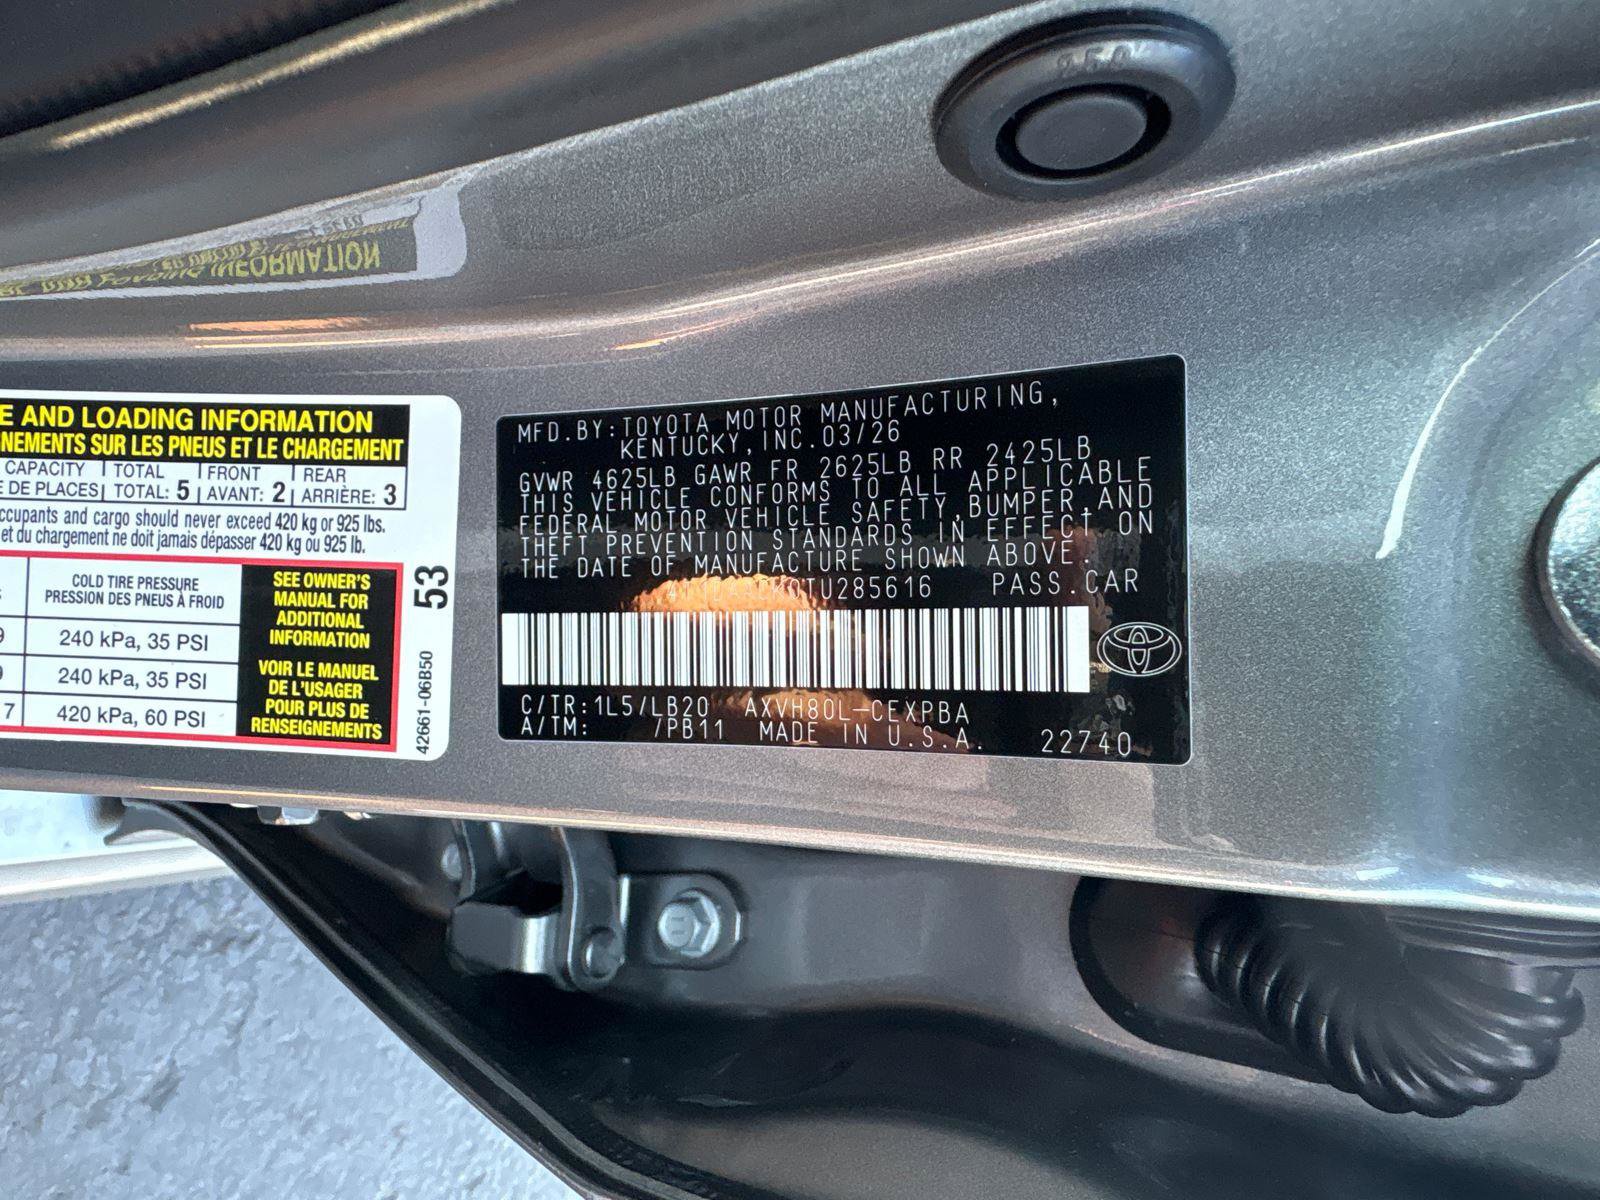 250
E AND LOADING INFORMATION
GNEMENTS SUR LES PNEUS ET LE CHARGEMENT
CAPACITY TOTAL FRONT REAR
E DE PLACES TOTAL: 5 AVANT: 2 ARRIÈRE: 3
ccupants and cargo should never exceed 420 kg or 925 lbs.
et du chargement ne doit jamais dépasser 420 kg ou 925 lb.
COLD TIRE PRESSURE
PRESSION DES PNEUS À FROID
9 240 kPa, 35 PSI
9 240 kPa, 35 PSI
7 420 kPa, 60 PSI
SEE OWNER'S
MANUAL FOR
ADDITIONAL
INFORMATION
VOIR LE MANUEL
DE L'USAGER
POUR PLUS DE
RENSEIGNEMENTS
53
42661-06B50
MFD.BY:TOYOTA MOTOR MANUFACTURING,
KENTUCKY,INC.03/26
GVWR 4625LB GAWR FR 2625LB RR 2425LB
THIS VEHICLE CONFORMS TO ALL APPLICABLE
FEDERAL MOTOR VEHICLE SAFETY,BUMPER,AND
THEFT PREVENTION STANDARDS IN EFFECT ON
THE DATE OF MANUFACTURE SHOWN ABOVE.
PASS.CAR
C/TR:1L5/LB20 AXVH80L-CEXPBA
A/TM: /PB11 MADE IN U.S.A. 22740